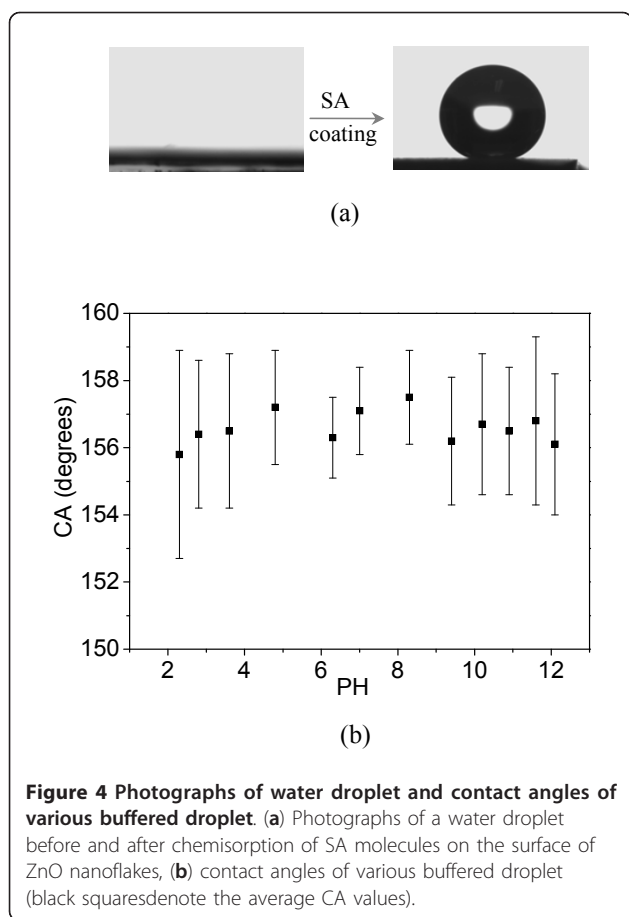 SA
coating
(a)
160
158
156
154
152
150
CA (degrees)
2 4 6 8 10 12
PH
(b)
Figure 4 Photographs of water droplet and contact angles of
various buffered droplet. (a) Photographs of a water droplet
before and after chemisorption of SA molecules on the surface of
ZnO nanoflakes, (b) contact angles of various buffered droplet
(black squaresdenote the average CA values).